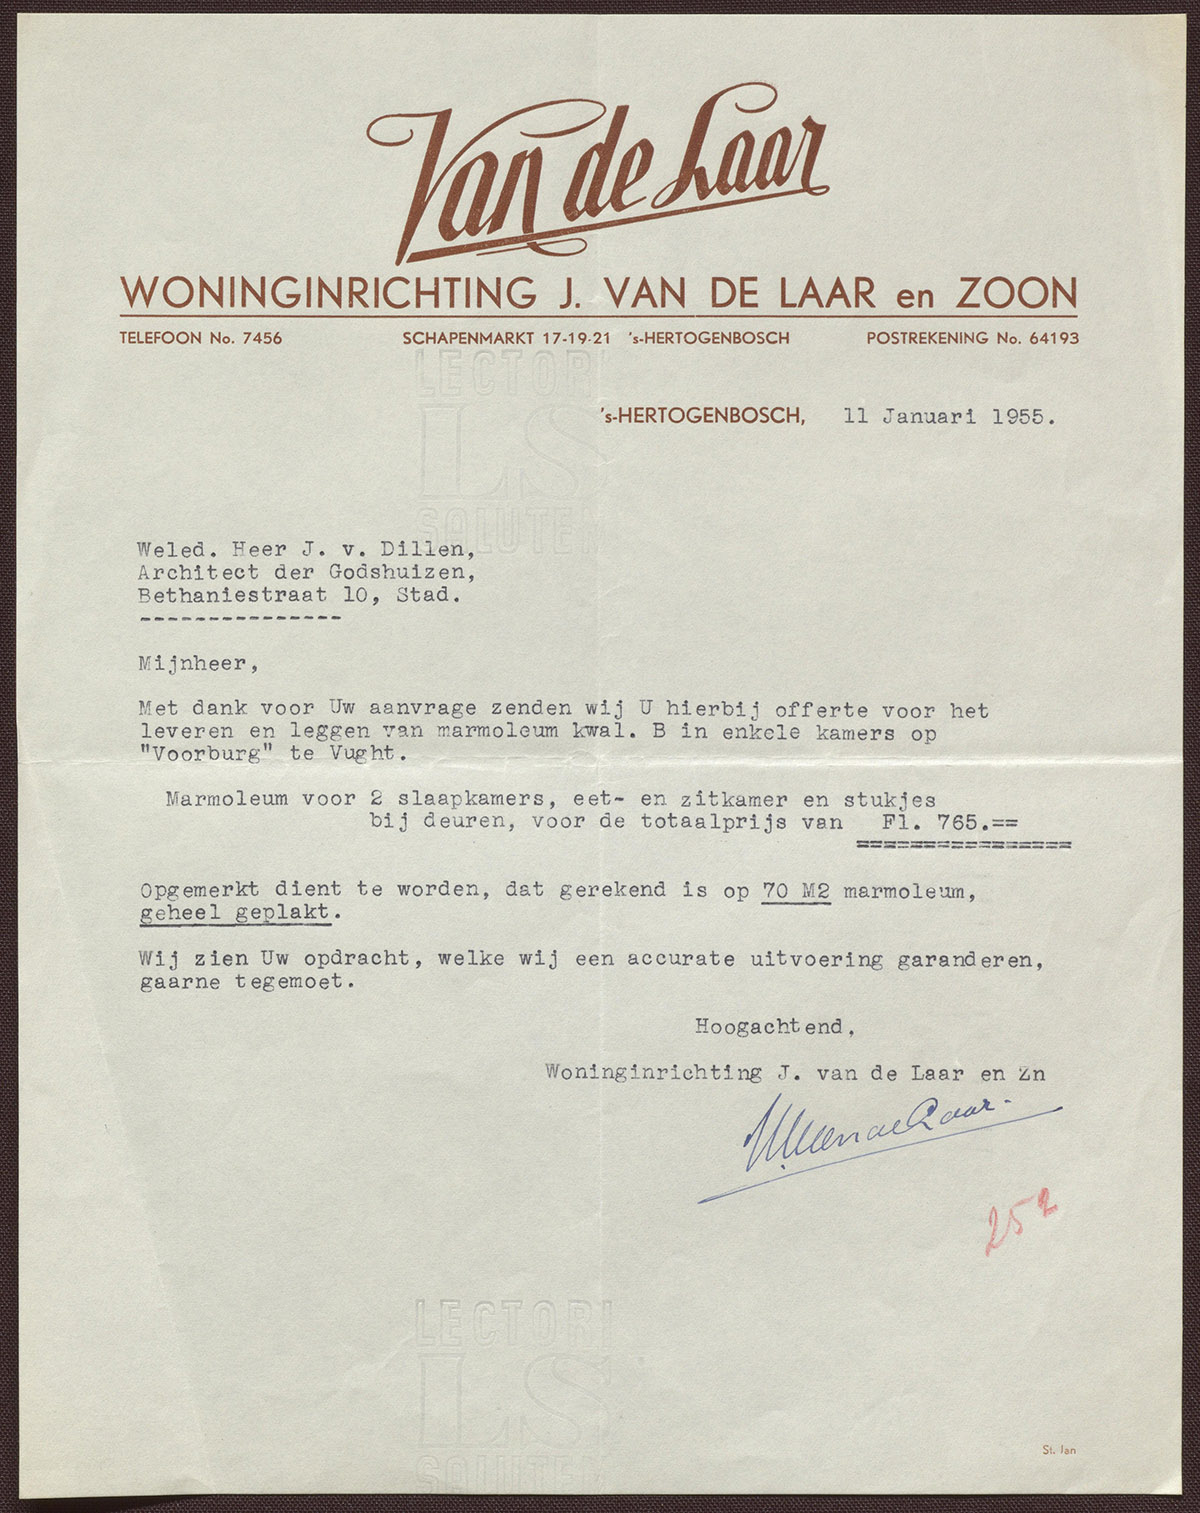 Van de Laar
WONINGINRICHTING J. VAN DE LAAR en ZOON
TELEFOON No. 7456 SCHAPENMARKT 17-19-21 's-HERTOGENBOSCH POSTREKENING No. 64193
LECTORI
LS
SALUTEM
's-HERTOGENBOSCH, 11 Januari 1955.
Weled. Heer J. v. Dillen,
Architect der Godshuizen,
Bethaniestraat 10, Stad.
---------------
Mijnheer,
Met dank voor Uw aanvrage zenden wij U hierbij offerte voor het
leveren en leggen van marmoleum kwal. B in enkele kamers op
"Voorburg" te Vught.
Marmoleum voor 2 slaapkamers, eet- en zitkamer en stukjes
bij deuren, voor de totaalprijs van Fl. 765.==
================
Opgemerkt dient te worden, dat gerekend is op 70 M2 marmoleum,
geheel geplakt.
Wij zien Uw opdracht, welke wij een accurate uitvoering garanderen,
gaarne tegemoet.
Hoogachtend,
Woninginrichting J. van de Laar en Zn
van de Laar.
LECTORI
LS
SALUTEM
St. Jan